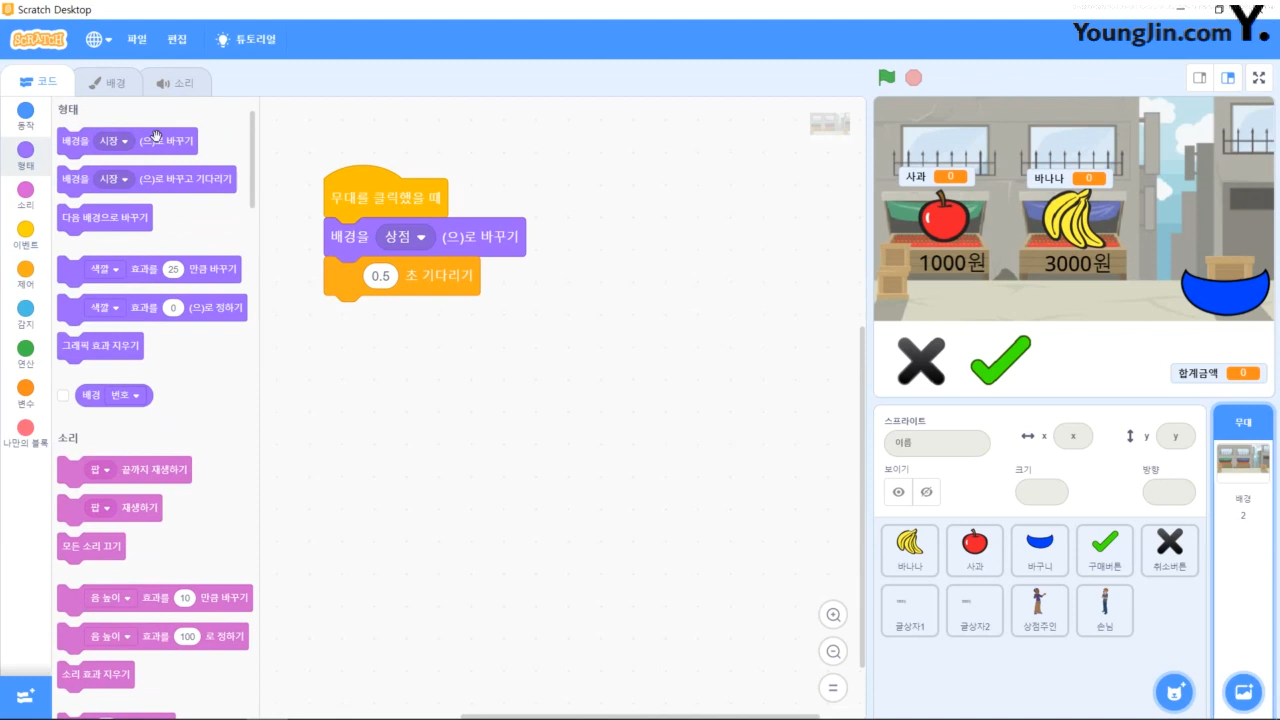 Scratch Desktop
YoungJin.com Y.
SCRATCH
파일
편집
튜토리얼
코드
배경
소리
동작
형태
소리
이벤트
제어
감지
연산
변수
나만의 블록
형태
배경을 시장 (으)로 바꾸기
배경을 시장 (으)로 바꾸고 기다리기
다음 배경으로 바꾸기
색깔 효과를 25 만큼 바꾸기
색깔 효과를 0 (으)로 정하기
그래픽 효과 지우기
배경 번호
소리
팝 끝까지 재생하기
팝 재생하기
모든 소리 끄기
음 높이 효과를 10 만큼 바꾸기
음 높이 효과를 100 로 정하기
소리 효과 지우기
무대를 클릭했을 때
배경을 상점 (으)로 바꾸기
0.5 초 기다리기
사과 0
바나나 0
1000원
3000원
합계금액 0
스프라이트
이름
x x
y y
보이기
크기
방향
무대
배경
2
바나나
사과
바구니
구매버튼
취소버튼
글상자1
글상자2
상점주인
손님